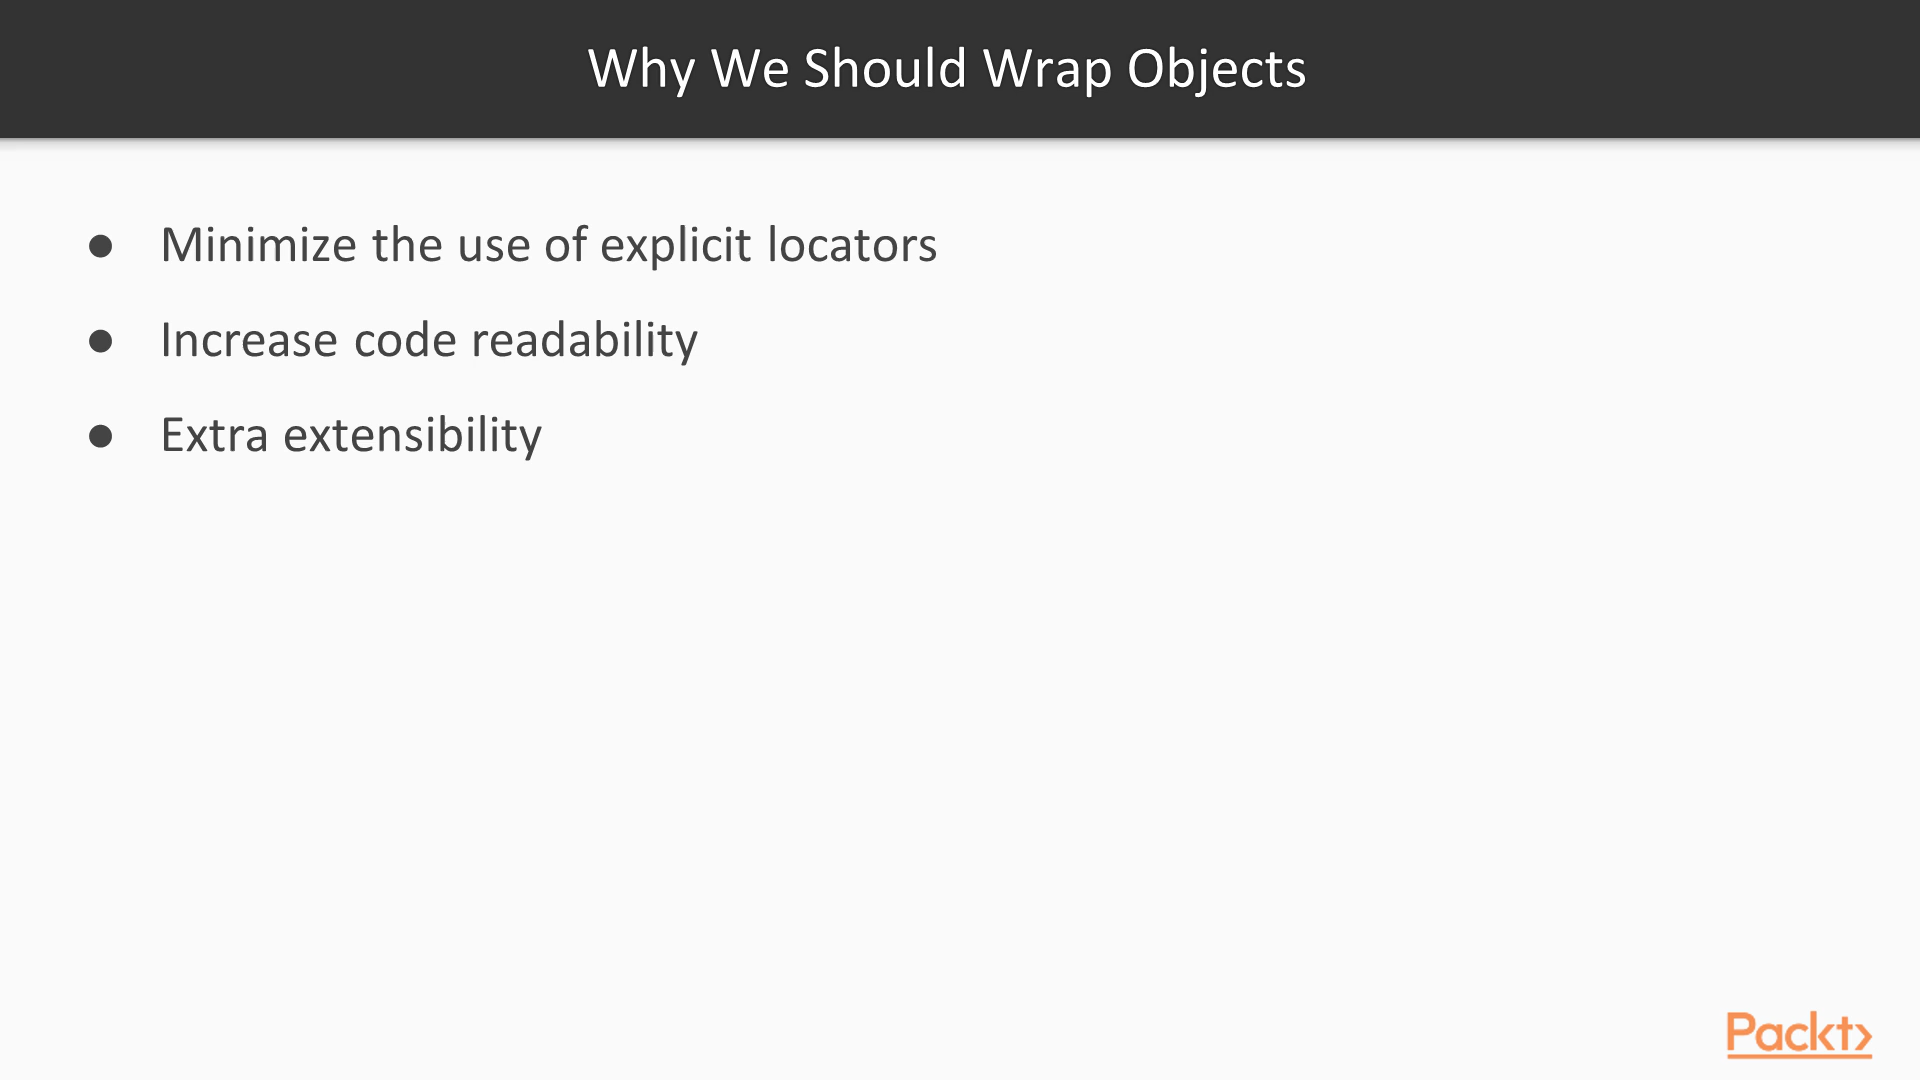 Why We Should Wrap Objects
● Minimize the use of explicit locators
● Increase code readability
● Extra extensibility
Packt>